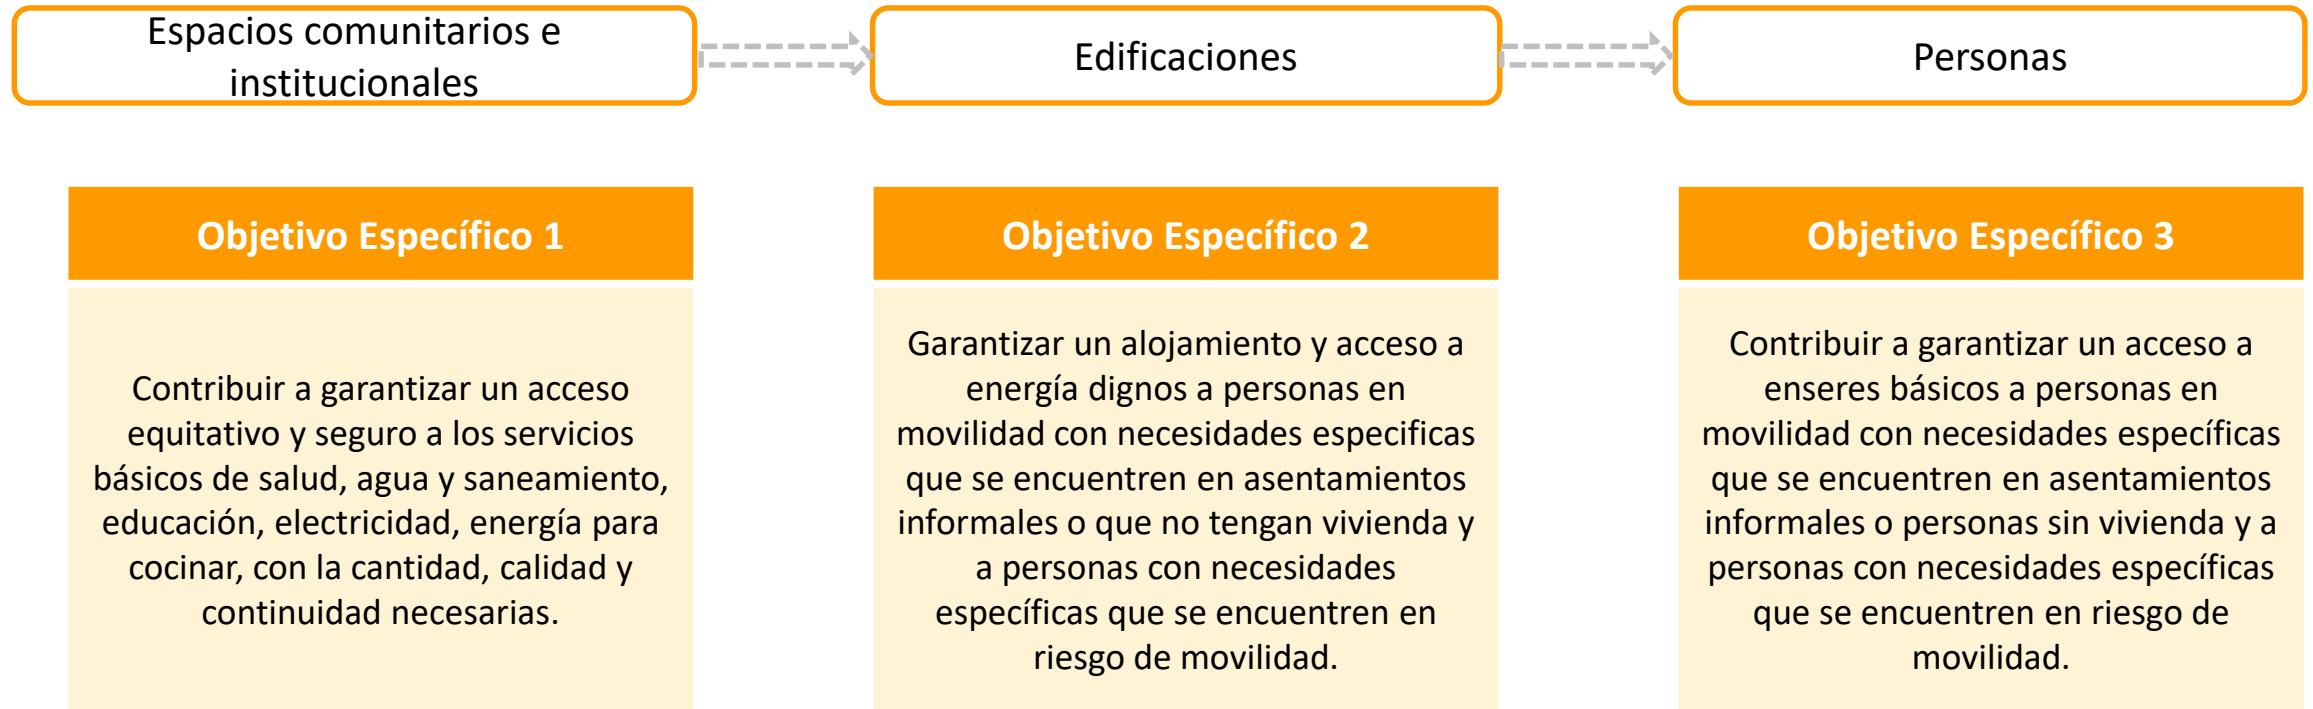 Espacios comunitarios e
institucionales
Edificaciones
Personas
Objetivo Específico 1
Contribuir a garantizar un acceso
equitativo y seguro a los servicios
básicos de salud, agua y saneamiento,
educación, electricidad, energía para
cocinar, con la cantidad, calidad y
continuidad necesarias.
Objetivo Específico 2
Garantizar un alojamiento y acceso a
energía dignos a personas en
movilidad con necesidades especificas
que se encuentren en asentamientos
informales o que no tengan vivienda y
a personas con necesidades
específicas que se encuentren en
riesgo de movilidad.
Objetivo Específico 3
Contribuir a garantizar un acceso a
enseres básicos a personas en
movilidad con necesidades específicas
que se encuentren en asentamientos
informales o personas sin vivienda y a
personas con necesidades específicas
que se encuentren en riesgo de
movilidad.